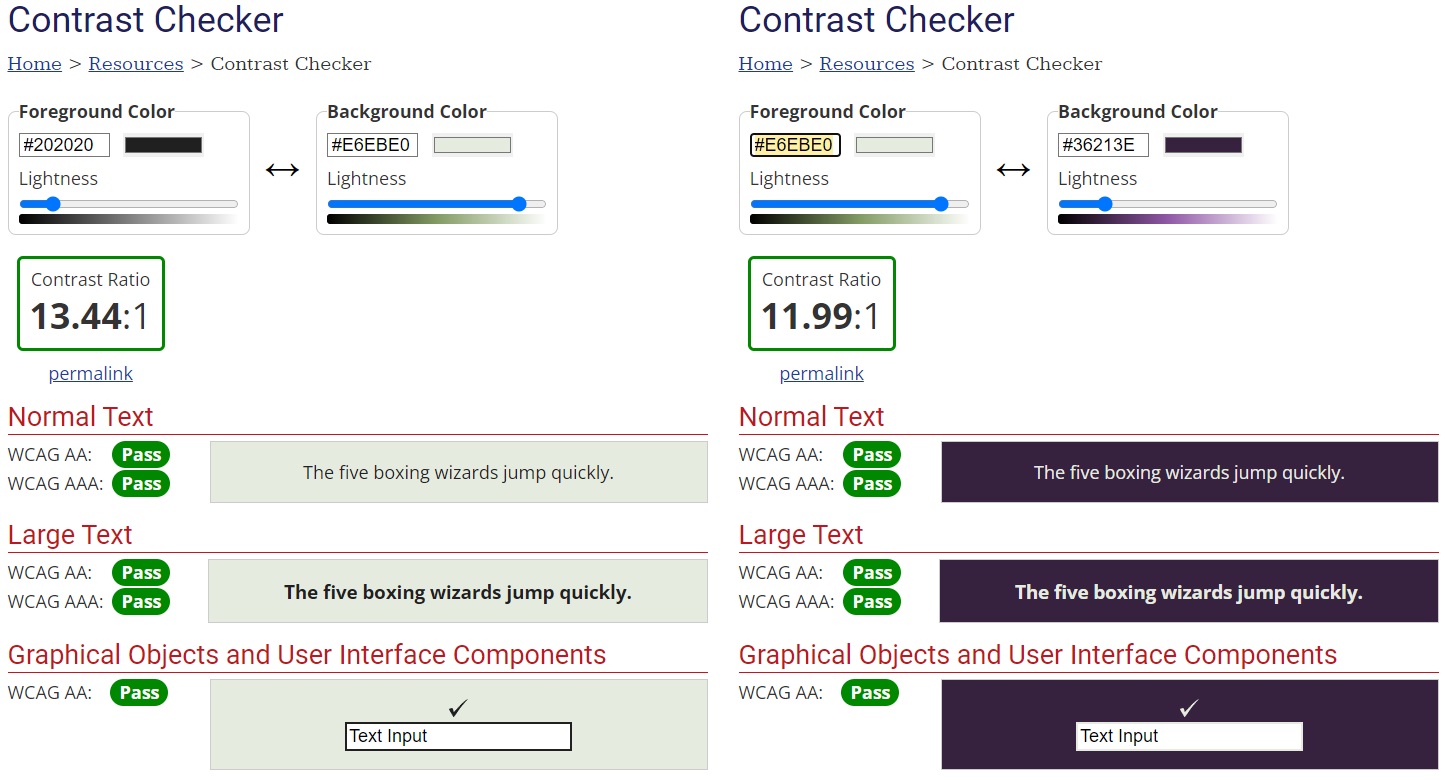 Contrast Checker
Home > Resources > Contrast Checker
Foreground Color
#202020
Lightness
Background Color
#E6EBE0
Lightness
Contrast Ratio
13.44:1
permalink
Normal Text
WCAG AA: Pass
WCAG AAA: Pass
The five boxing wizards jump quickly.
Large Text
WCAG AA: Pass
WCAG AAA: Pass
The five boxing wizards jump quickly.
Graphical Objects and User Interface Components
WCAG AA: Pass
Text Input
Contrast Checker
Home > Resources > Contrast Checker
Foreground Color
#E6EBE0
Lightness
Background Color
#36213E
Lightness
Contrast Ratio
11.99:1
permalink
Normal Text
WCAG AA: Pass
WCAG AAA: Pass
The five boxing wizards jump quickly.
Large Text
WCAG AA: Pass
WCAG AAA: Pass
The five boxing wizards jump quickly.
Graphical Objects and User Interface Components
WCAG AA: Pass
Text Input